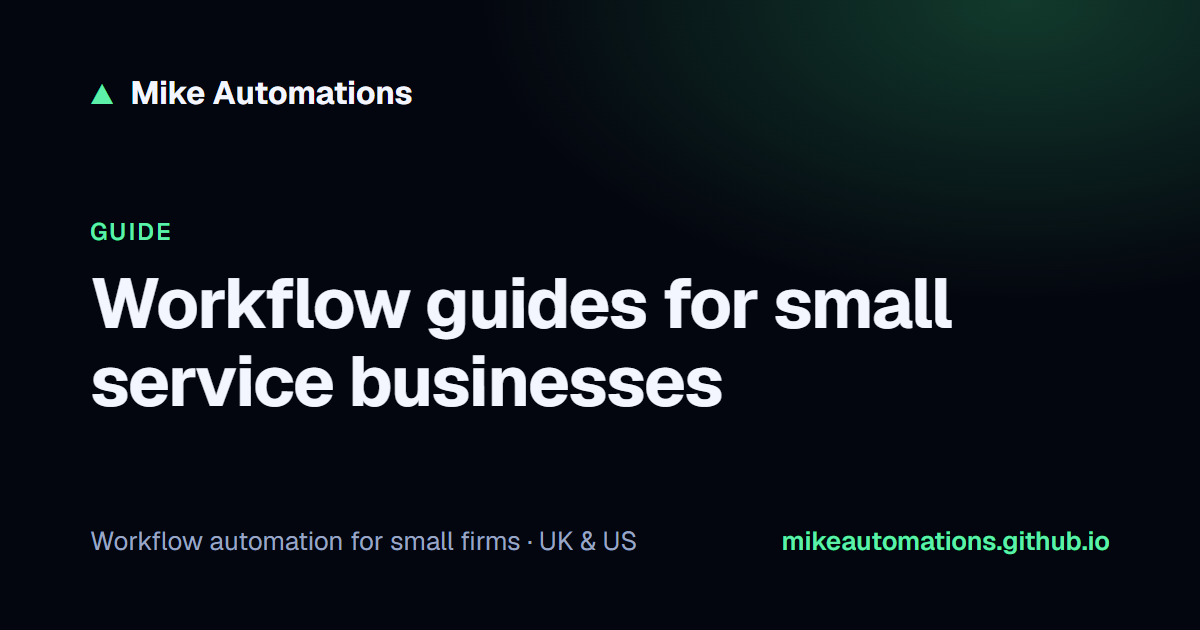 Mike Automations
GUIDE
Workflow guides for small
service businesses
Workflow automation for small firms · UK & US
mikeautomations.github.io